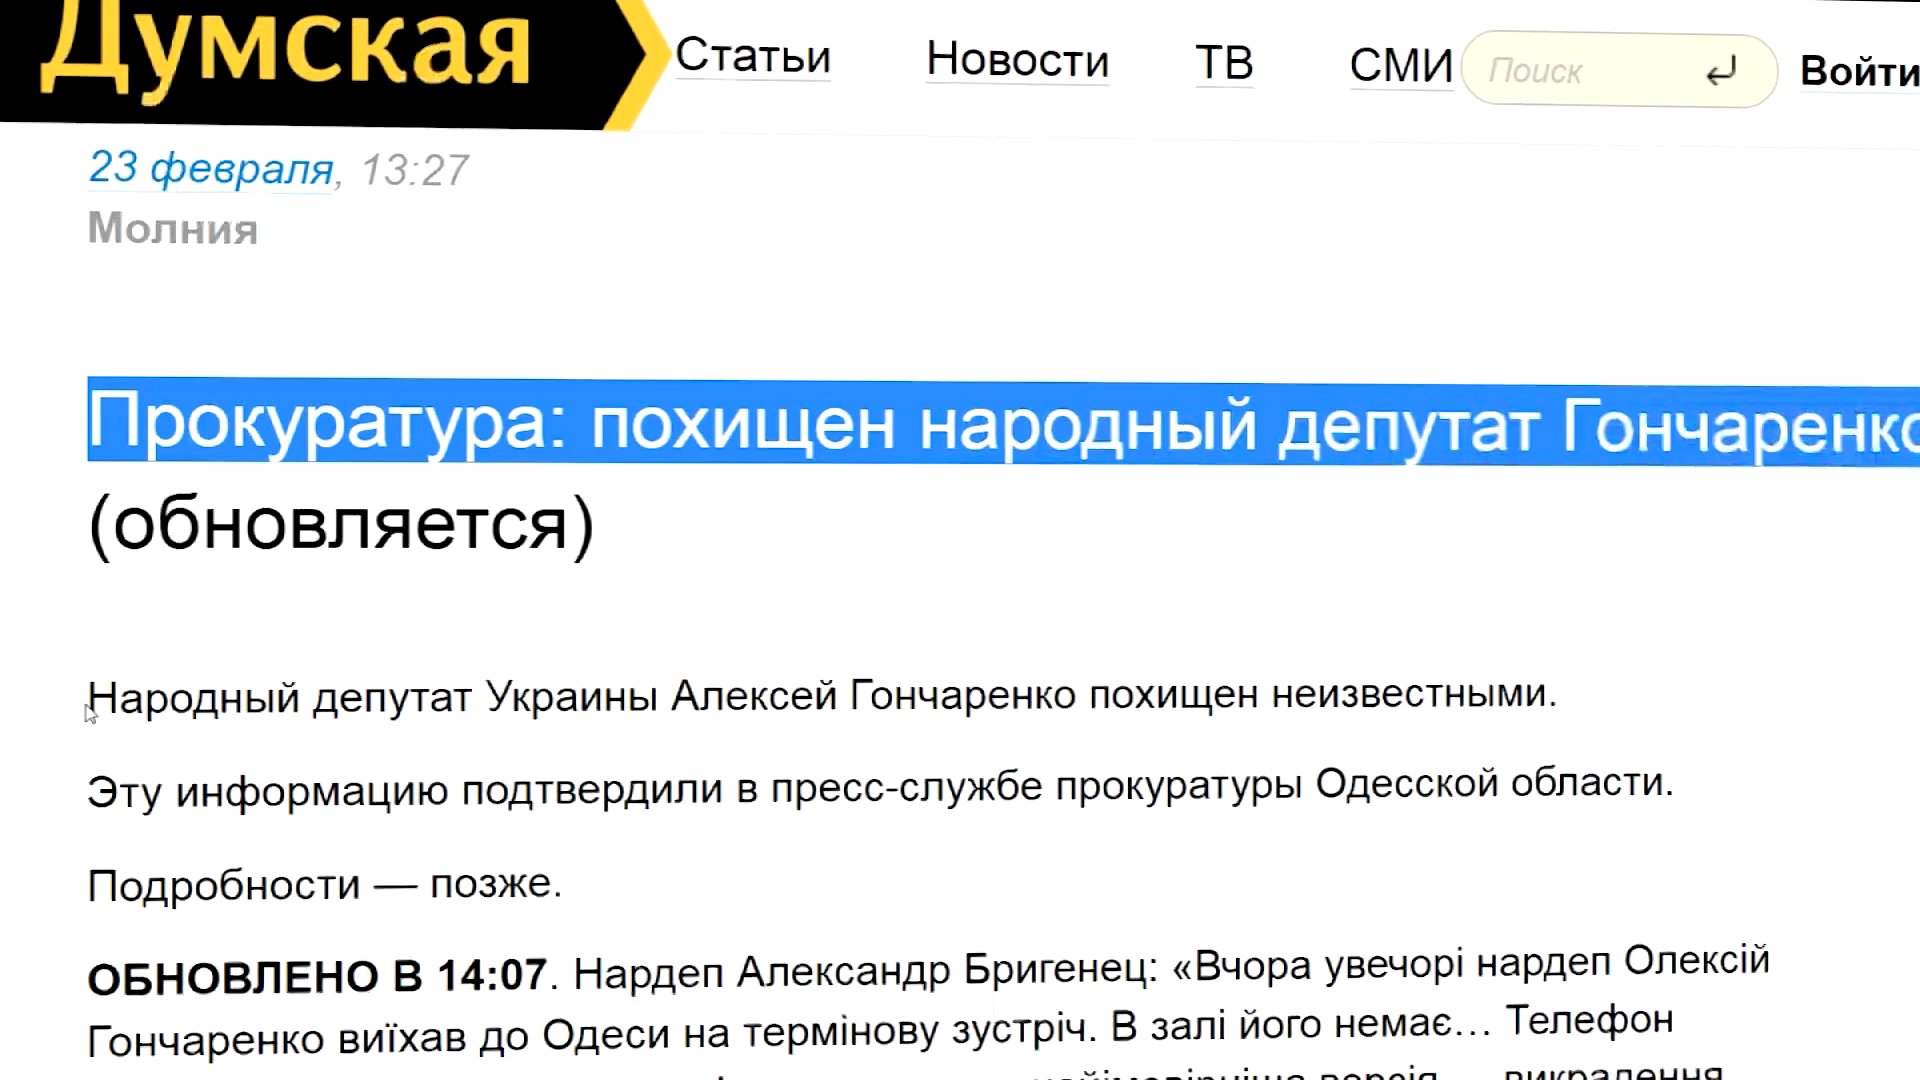 Думская
Статьи Новости ТВ СМИ Поиск Войти
23 февраля, 13:27
Молния
Прокуратура: похищен народный депутат Гончаренко
(обновляется)
Народный депутат Украины Алексей Гончаренко похищен неизвестными.
Эту информацию подтвердили в пресс-службе прокуратуры Одесской области.
Подробности — позже.
ОБНОВЛЕНО В 14:07. Нардеп Александр Бригенец: «Вчора увечорі нардеп Олексій
Гончаренко виїхав до Одеси на термінову зустріч. В залі його немає... Телефон
версія викрадення